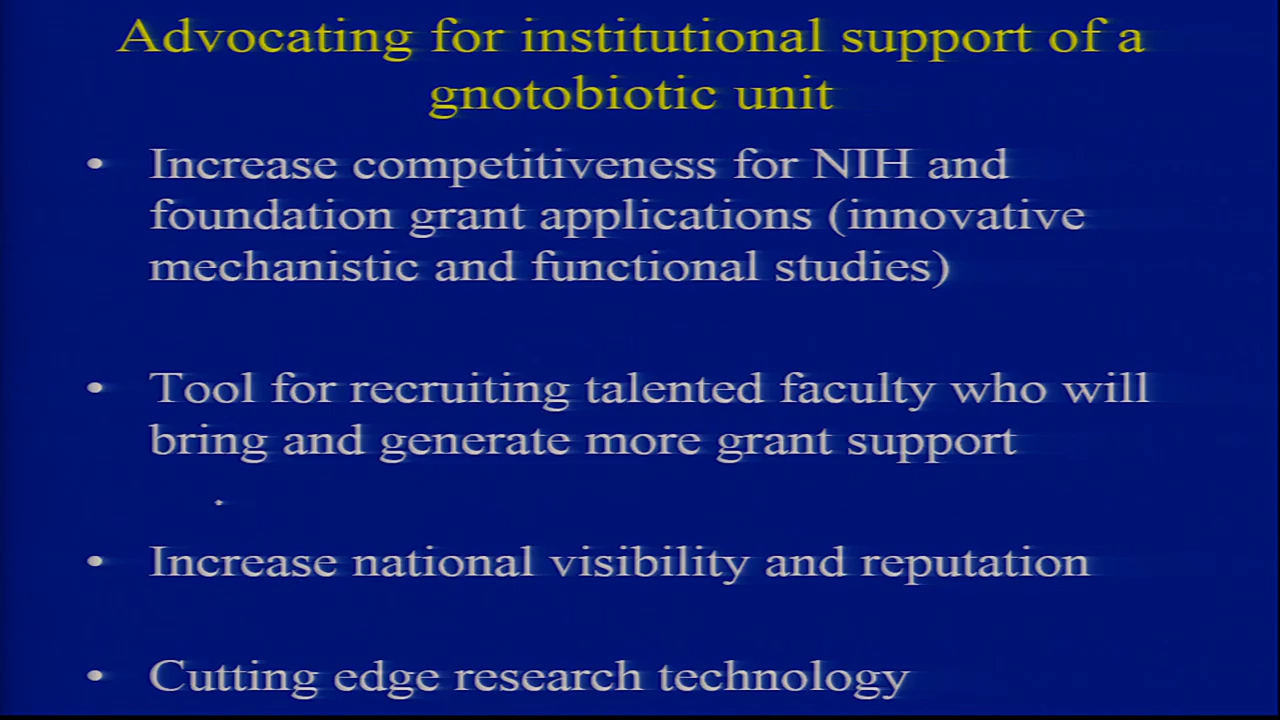 Advocating for institutional support of a
gnotobiotic unit
• Increase competitiveness for NIH and
foundation grant applications (innovative
mechanistic and functional studies)
• Tool for recruiting talented faculty who will
bring and generate more grant support
• Increase national visibility and reputation
• Cutting edge research technology